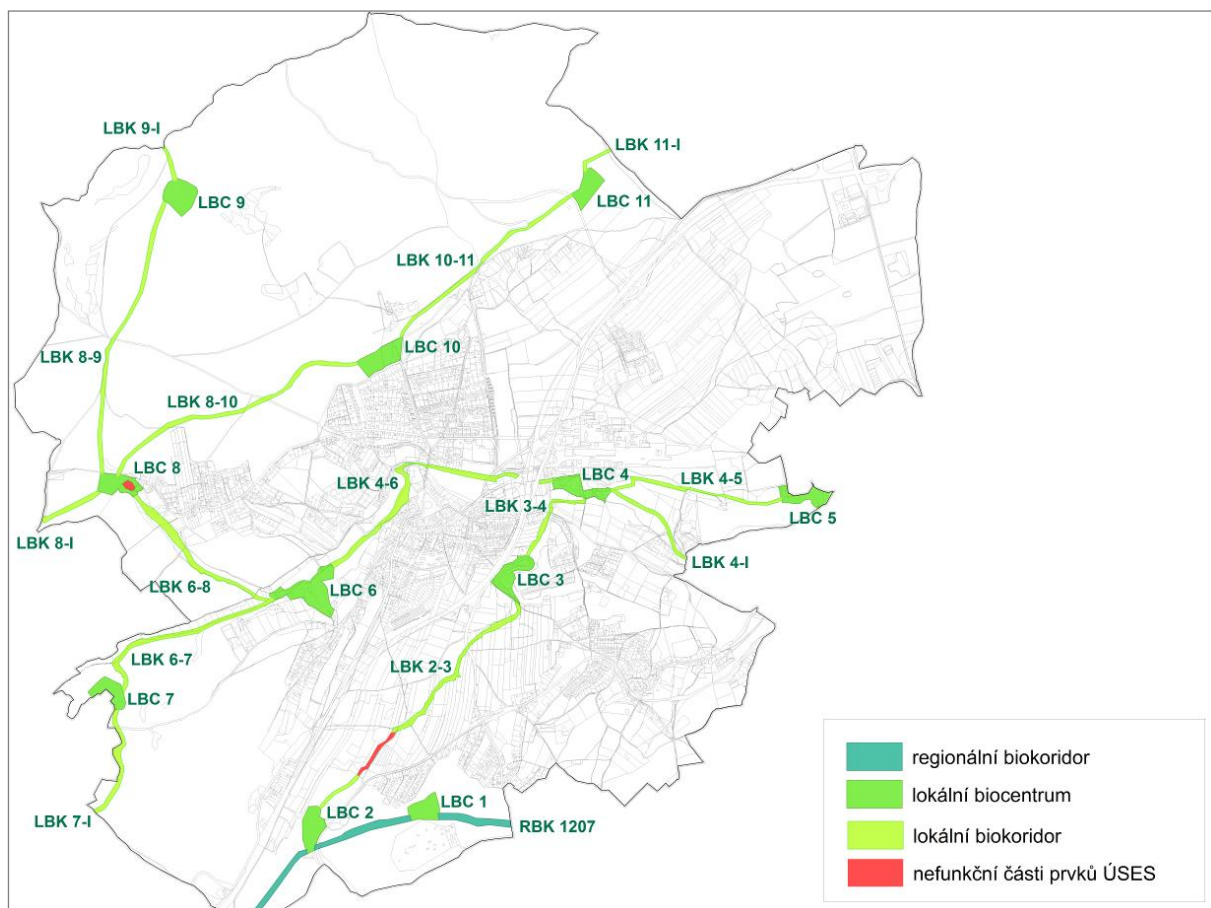 LBK 9-I
LBK 11-I
LBC 9
LBC 11
LBK 10-11
LBC 10
LBK 8-9
LBK 8-10
LBC 8
LBK 4-6
LBC 4
LBK 4-5
LBK 3-4
LBC 5
LBK 8-I
LBK 4-I
LBC 3
LBK 6-8
LBC 6
LBK 6-7
LBK 2-3
LBC 7
LBC 2
LBC 1
LBK 7-I
RBK 1207
regionální biokoridor
lokální biocentrum
lokální biokoridor
nefunkční části prvků ÚSES